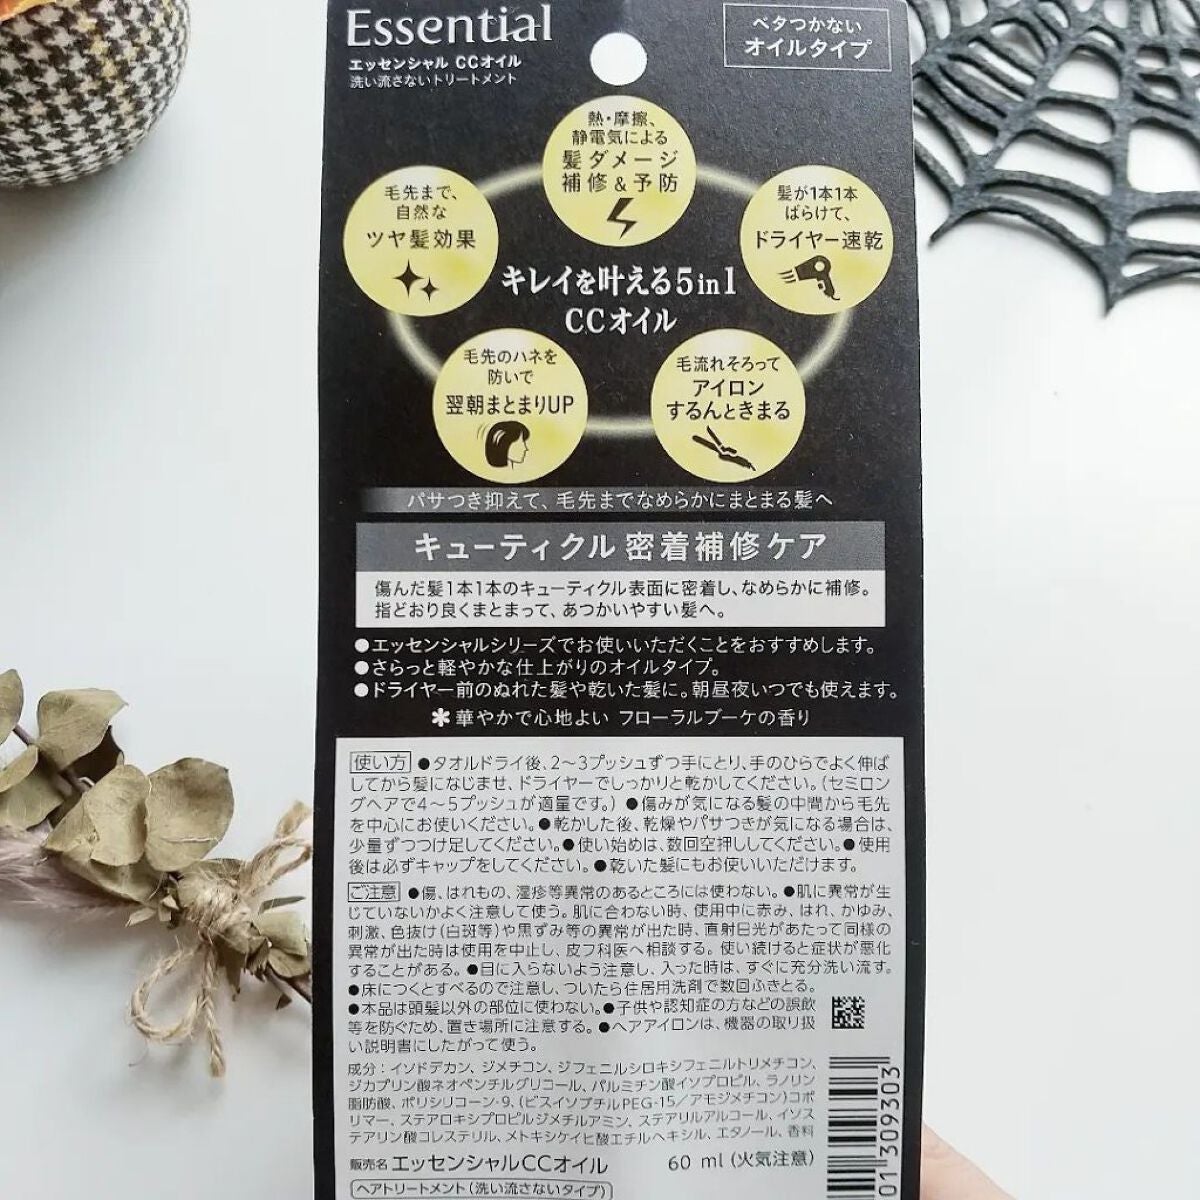 Essential
エッセンシャル CCオイル
洗い流さないトリートメント
ベタつかない
オイルタイプ
熱・摩擦、
静電気による
髪ダメージ
補修&予防
毛先まで、
自然な
ツヤ髪効果
髪が1本1本
ばらけて、
ドライヤー速乾
キレイを叶える5in1
CCオイル
毛先のハネを
防いで
翌朝まとまりUP
毛流れそろって
アイロン
するんときまる
パサつき抑えて、毛先までなめらかにまとまる髪へ
キューティクル密着補修ケア
傷んだ髪1本1本のキューティクル表面に密着し、なめらかに補修。
指どおり良くまとまって、あつかいやすい髪へ。
●エッセンシャルシリーズでお使いいただくことをおすすめします。
●さらっと軽やかな仕上がりのオイルタイプ。
●ドライヤー前のぬれた髪や乾いた髪に。朝昼夜いつでも使えます。
✻華やかで心地よい フローラルブーケの香り
使い方 ●タオルドライ後、2〜3プッシュずつ手にとり、手のひらでよく伸ば
してから髪になじませ、ドライヤーでしっかりと乾かしてください。(セミロン
グヘアで4〜5プッシュが適量です。) ●傷みが気になる髪の中間から毛先
を中心にお使いください。●乾かした後、乾燥やパサつきが気になる場合は、
少量ずつつけ足してください。●使い始めは、数回空押ししてください。●使用
後は必ずキャップをしてください。●乾いた髪にもお使いいただけます。
ご注意 ●傷、はれもの、湿疹等異常のあるところには使わない。●肌に異常が生
じていないかよく注意して使う。肌に合わない時、使用中に赤み、はれ、かゆみ、
刺激、色抜け(白斑等)や黒ずみ等の異常が出た時、直射日光があたって同様の
異常が出た時は使用を中止し、皮フ科医へ相談する。使い続けると症状が悪化
することがある。●目に入らないよう注意し、入った時は、すぐに充分洗い流す。
●床につくとすべるので注意し、ついたら住居用洗剤で数回ふきとる。
●本品は頭髪以外の部位に使わない。●子供や認知症の方などの誤飲
等を防ぐため、置き場所に注意する。●ヘアアイロンは、機器の取り扱
い説明書にしたがって使う。
成分:イソドデカン、ジメチコン、ジフェニルシロキシフェニルトリメチコン、
ジカプリン酸ネオペンチルグリコール、パルミチン酸イソプロピル、ラノリン
脂肪酸、ポリシリコーン-9、(ビスイソブチルPEG-15/アモジメチコン)コポ
リマー、ステアロキシプロピルジメチルアミン、ステアリルアルコール、イソス
テアリン酸コレステリル、メトキシケイヒ酸エチルヘキシル、エタノール、香料
販売名 エッセンシャルCCオイル 60 ml (火気注意)
ヘアトリートメント(洗い流さないタイプ)
01309303